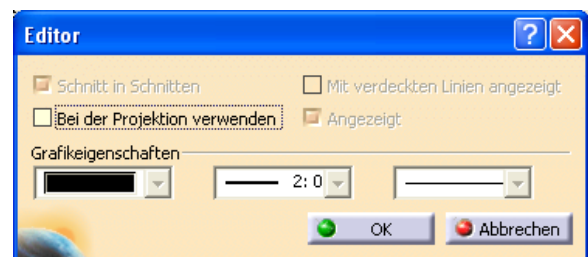 Editor
Schnitt in Schnitten
Mit verdeckten Linien angezeigt
Bei der Projektion verwenden
Angezeigt
Grafikeigenschaften
2: 0
OK
Abbrechen